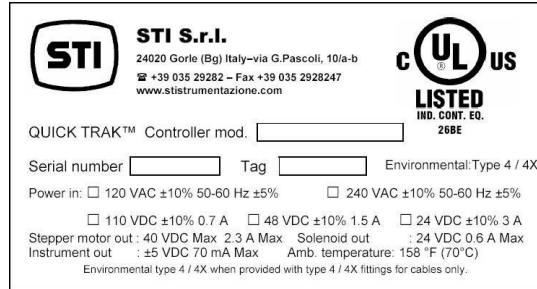 STI
STI S.r.l.
24020 Gorle (Bg) Italy–via G.Pascoli, 10/a-b
☎ +39 035 29282 – Fax +39 035 2928247
www.stistrumentazione.com
C UL US
LISTED
IND. CONT. EQ.
26BE
QUICK TRAK™ Controller mod.
Serial number Tag Environmental:Type 4 / 4X
Power in: ☐ 120 VAC ±10% 50-60 Hz ±5% ☐ 240 VAC ±10% 50-60 Hz ±5%
☐ 110 VDC ±10% 0.7 A ☐ 48 VDC ±10% 1.5 A ☐ 24 VDC ±10% 3 A
Stepper motor out : 40 VDC Max 2.3 A Max Solenoid out : 24 VDC 0.6 A Max
Instrument out : ±5 VDC 70 mA Max Amb. temperature: 158 °F (70°C)
Environmental type 4 / 4X when provided with type 4 / 4X fittings for cables only.